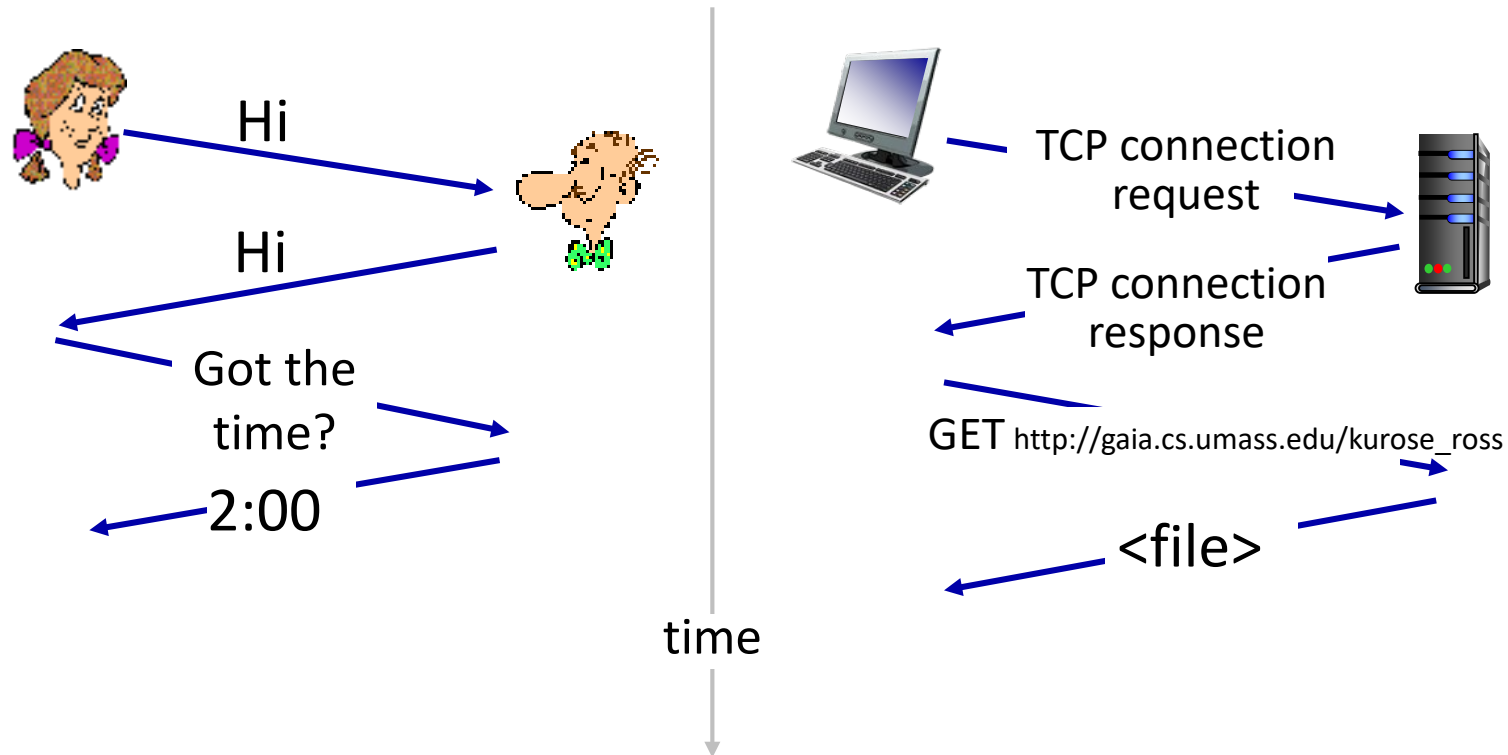 Hi
Hi
Got the
time?
2:00
TCP connection
request
TCP connection
response
GET http://gaia.cs.umass.edu/kurose_ross
<file>
time